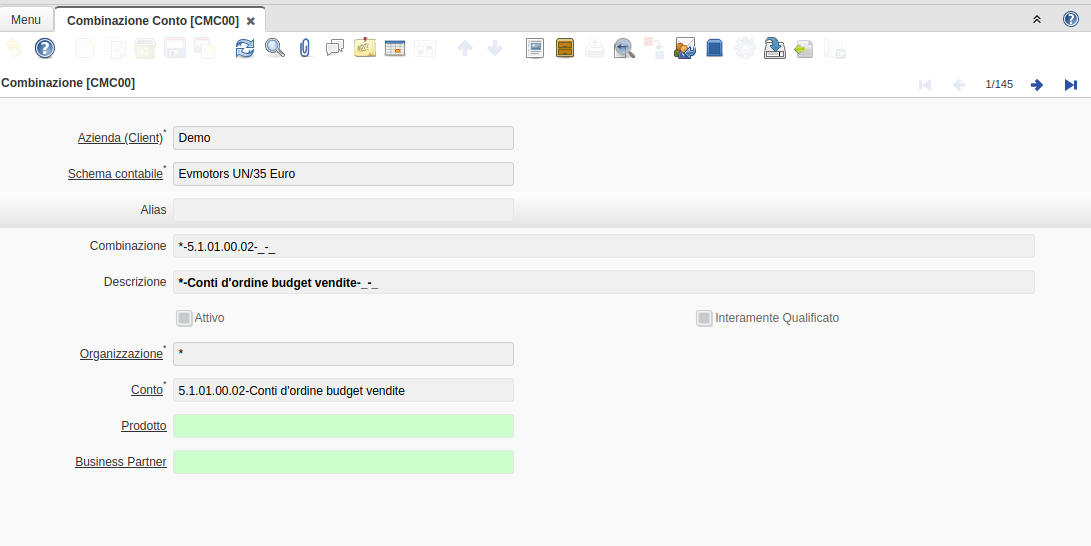 Menu
Combinazione Conto [CMC00]
Combinazione [CMC00]
1/145
Azienda (Client)* Demo
Schema contabile* Evmotors UN/35 Euro
Alias
Combinazione *-5.1.01.00.02-_-_
Descrizione *-Conti d'ordine budget vendite-_-_
Attivo Interamente Qualificato
Organizzazione* *
Conto* 5.1.01.00.02-Conti d'ordine budget vendite
Prodotto
Business Partner